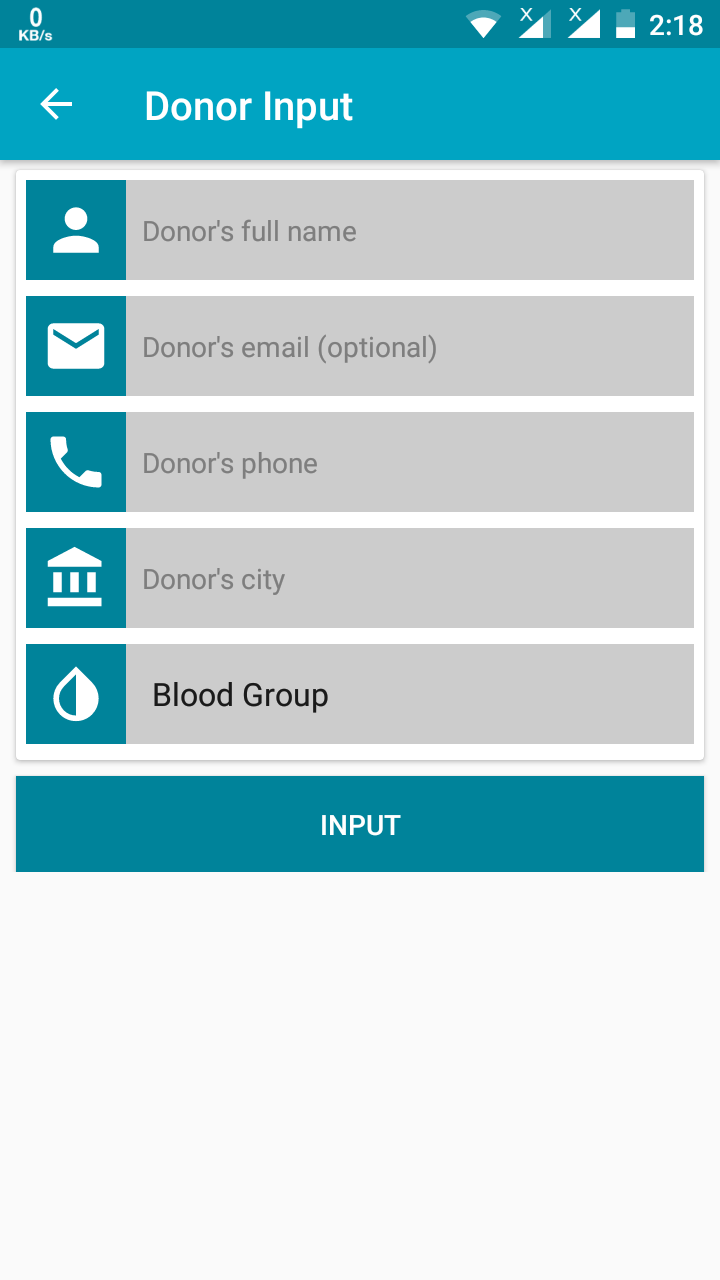 0
KB/s
X
X
2:18
Donor Input
Donor's full name
Donor's email (optional)
Donor's phone
Donor's city
Blood Group
INPUT